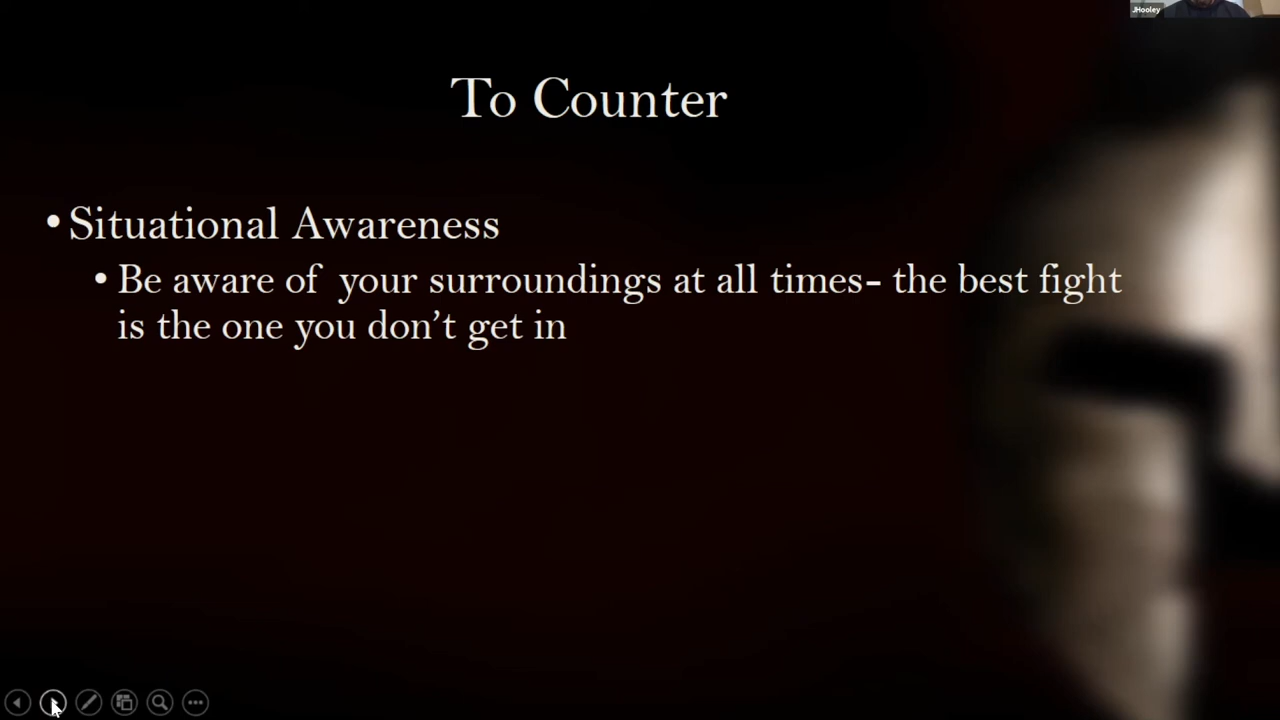 JHooley
To Counter
• Situational Awareness
• Be aware of your surroundings at all times- the best fight
is the one you don’t get in